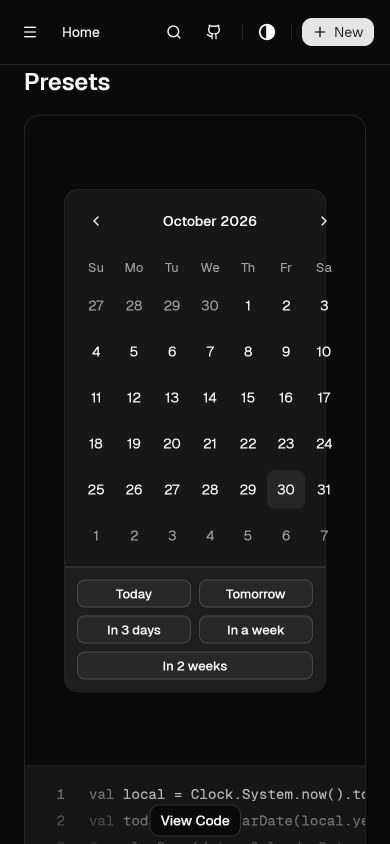 Home
New
Presets
October 2026
Su Mo Tu We Th Fr Sa
27 28 29 30 1 2 3
4 5 6 7 8 9 10
11 12 13 14 15 16 17
18 19 20 21 22 23 24
25 26 27 28 29 30 31
1 2 3 4 5 6 7
Today Tomorrow
In 3 days In a week
In 2 weeks
1 val local = Clock.System.now().to
2 val tod arDate(local.ye
View Code